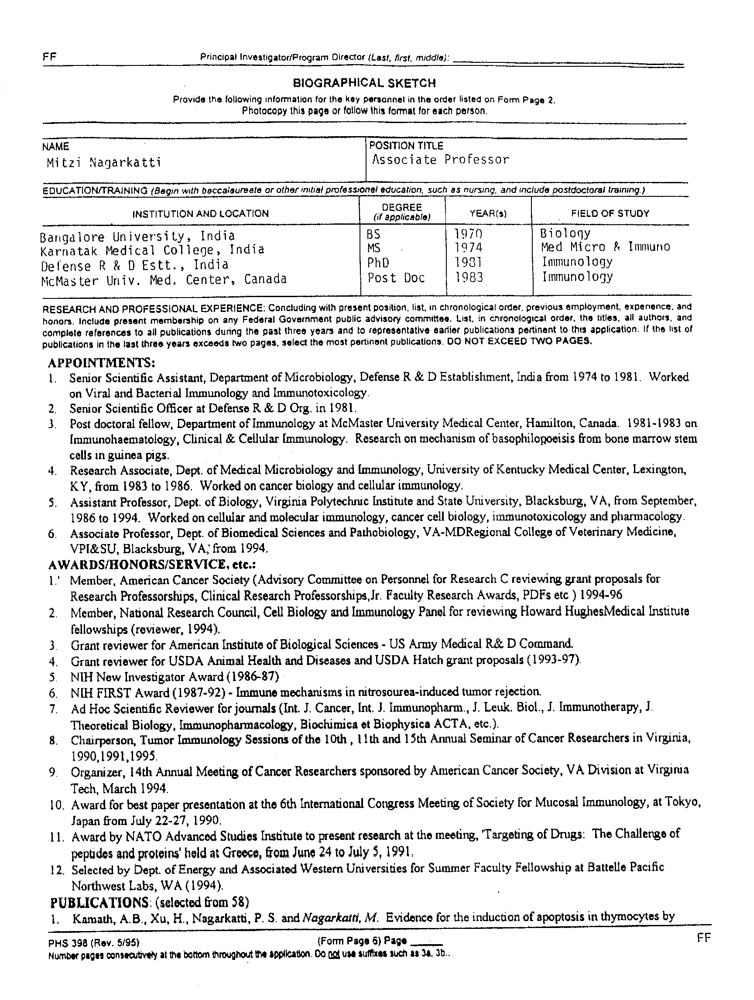 FF
Principal Investigator/Program Director (Last, first, middle):
BIOGRAPHICAL SKETCH
Provide the following information for the key personnel in the order listed on Form Page 2.
Photocopy this page or follow this format for each person.
NAME
Mitzi Nagarkatti
POSITION TITLE
Associate Professor
EDUCATION/TRAINING (Begin with baccalaureate or other initial professional education, such as nursing, and include postdoctoral training.)
INSTITUTION AND LOCATION DEGREE (if applicable) YEAR(s) FIELD OF STUDY
Bangalore University, India BS 1970 Biology
Karnatak Medical College, India MS 1974 Med Micro & Immuno
Defense R & D Estt., India PhD 1981 Immunology
McMaster Univ. Med. Center, Canada Post Doc 1983 Immunology
RESEARCH AND PROFESSIONAL EXPERIENCE: Concluding with present position, list, in chronological order, previous employment, experience, and
honors. Include present membership on any Federal Government public advisory committee. List, in chronological order, the titles, all authors, and
complete references to all publications during the past three years and to representative earlier publications pertinent to this application. If the list of
publications in the last three years exceeds two pages, select the most pertinent publications. DO NOT EXCEED TWO PAGES.
APPOINTMENTS:
1. Senior Scientific Assistant, Department of Microbiology, Defense R & D Establishment, India from 1974 to 1981. Worked
on Viral and Bacterial Immunology and Immunotoxicology.
2. Senior Scientific Officer at Defense R & D Org. in 1981.
3. Post doctoral fellow, Department of Immunology at McMaster University Medical Center, Hamilton, Canada. 1981-1983 on
Immunohaematology, Clinical & Cellular Immunology. Research on mechanism of basophilopoeisis from bone marrow stem
cells in guinea pigs.
4. Research Associate, Dept. of Medical Microbiology and Immunology, University of Kentucky Medical Center, Lexington,
KY, from 1983 to 1986. Worked on cancer biology and cellular immunology.
5. Assistant Professor, Dept. of Biology, Virginia Polytechnic Institute and State University, Blacksburg, VA, from September,
1986 to 1994. Worked on cellular and molecular immunology, cancer cell biology, immunotoxicology and pharmacology.
6. Associate Professor, Dept. of Biomedical Sciences and Pathobiology, VA-MDRegional College of Veterinary Medicine,
VPI&SU, Blacksburg, VA, from 1994.
AWARDS/HONORS/SERVICE, etc.:
1. Member, American Cancer Society (Advisory Committee on Personnel for Research C reviewing grant proposals for
Research Professorships, Clinical Research Professorships,Jr. Faculty Research Awards, PDFs etc ) 1994-96
2. Member, National Research Council, Cell Biology and Immunology Panel for reviewing Howard HughesMedical Institute
fellowships (reviewer, 1994).
3. Grant reviewer for American Institute of Biological Sciences - US Army Medical R& D Command.
4. Grant reviewer for USDA Animal Health and Diseases and USDA Hatch grant proposals (1993-97).
5. NIH New Investigator Award (1986-87)
6. NIH FIRST Award (1987-92) - Immune mechanisms in nitrosourea-induced tumor rejection.
7. Ad Hoc Scientific Reviewer for journals (Int. J. Cancer, Int. J. Immunopharm., J. Leuk. Biol., J. Immunotherapy, J.
Theoretical Biology, Immunopharmacology, Biochimica et Biophysica ACTA, etc.).
8. Chairperson, Tumor Immunology Sessions of the 10th , 11th and 15th Annual Seminar of Cancer Researchers in Virginia,
1990,1991,1995.
9. Organizer, 14th Annual Meeting of Cancer Researchers sponsored by American Cancer Society, VA Division at Virginia
Tech, March 1994.
10. Award for best paper presentation at the 6th International Congress Meeting of Society for Mucosal Immunology, at Tokyo,
Japan from July 22-27, 1990.
11. Award by NATO Advanced Studies Institute to present research at the meeting, 'Targeting of Drugs: The Challenge of
peptides and proteins' held at Greece, from June 24 to July 5, 1991.
12. Selected by Dept. of Energy and Associated Western Universities for Summer Faculty Fellowship at Battelle Pacific
Northwest Labs, WA (1994).
PUBLICATIONS: (selected from 58)
1. Kamath, A.B., Xu, H., Nagarkatti, P. S. and Nagarkatti, M. Evidence for the induction of apoptosis in thymocytes by
PHS 398 (Rev. 5/95) (Form Page 6) Page FF
Number pages consecutively at the bottom throughout the application. Do not use suffixes such as 3a, 3b..